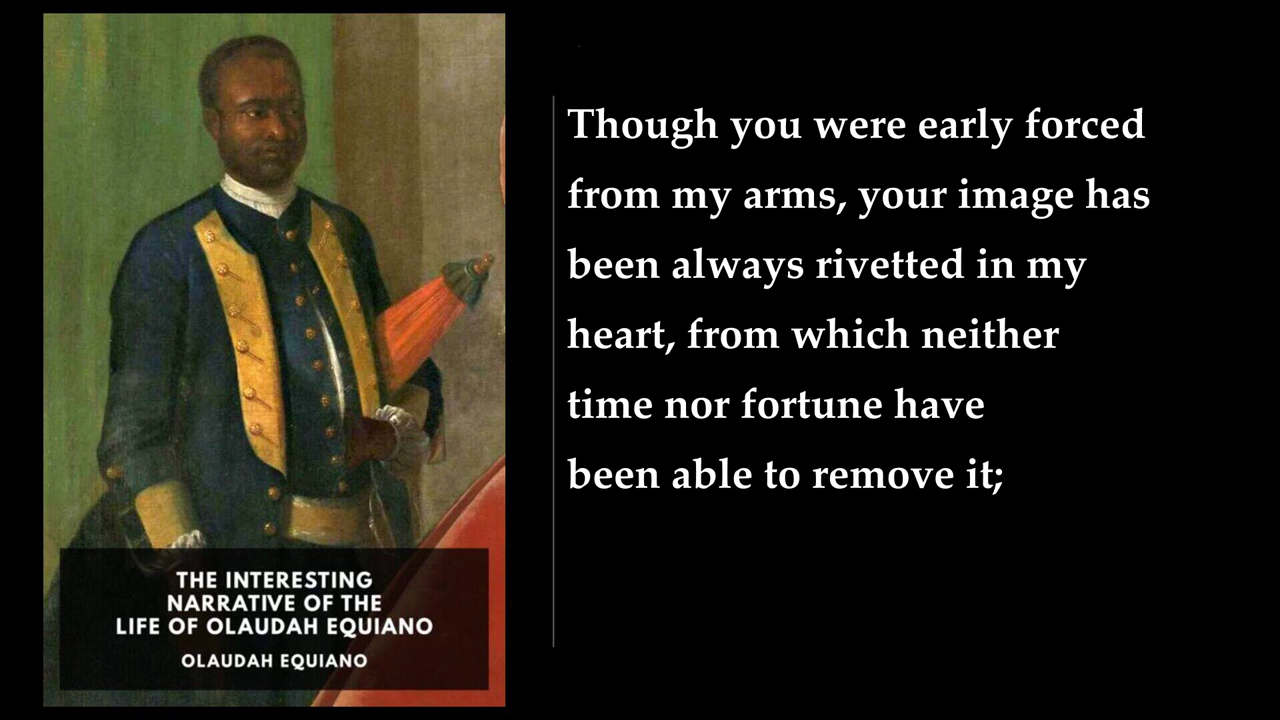 THE INTERESTING
NARRATIVE OF THE
LIFE OF OLAUDAH EQUIANO
OLAUDAH EQUIANO
Though you were early forced
from my arms, your image has
been always rivetted in my
heart, from which neither
time nor fortune have
been able to remove it;